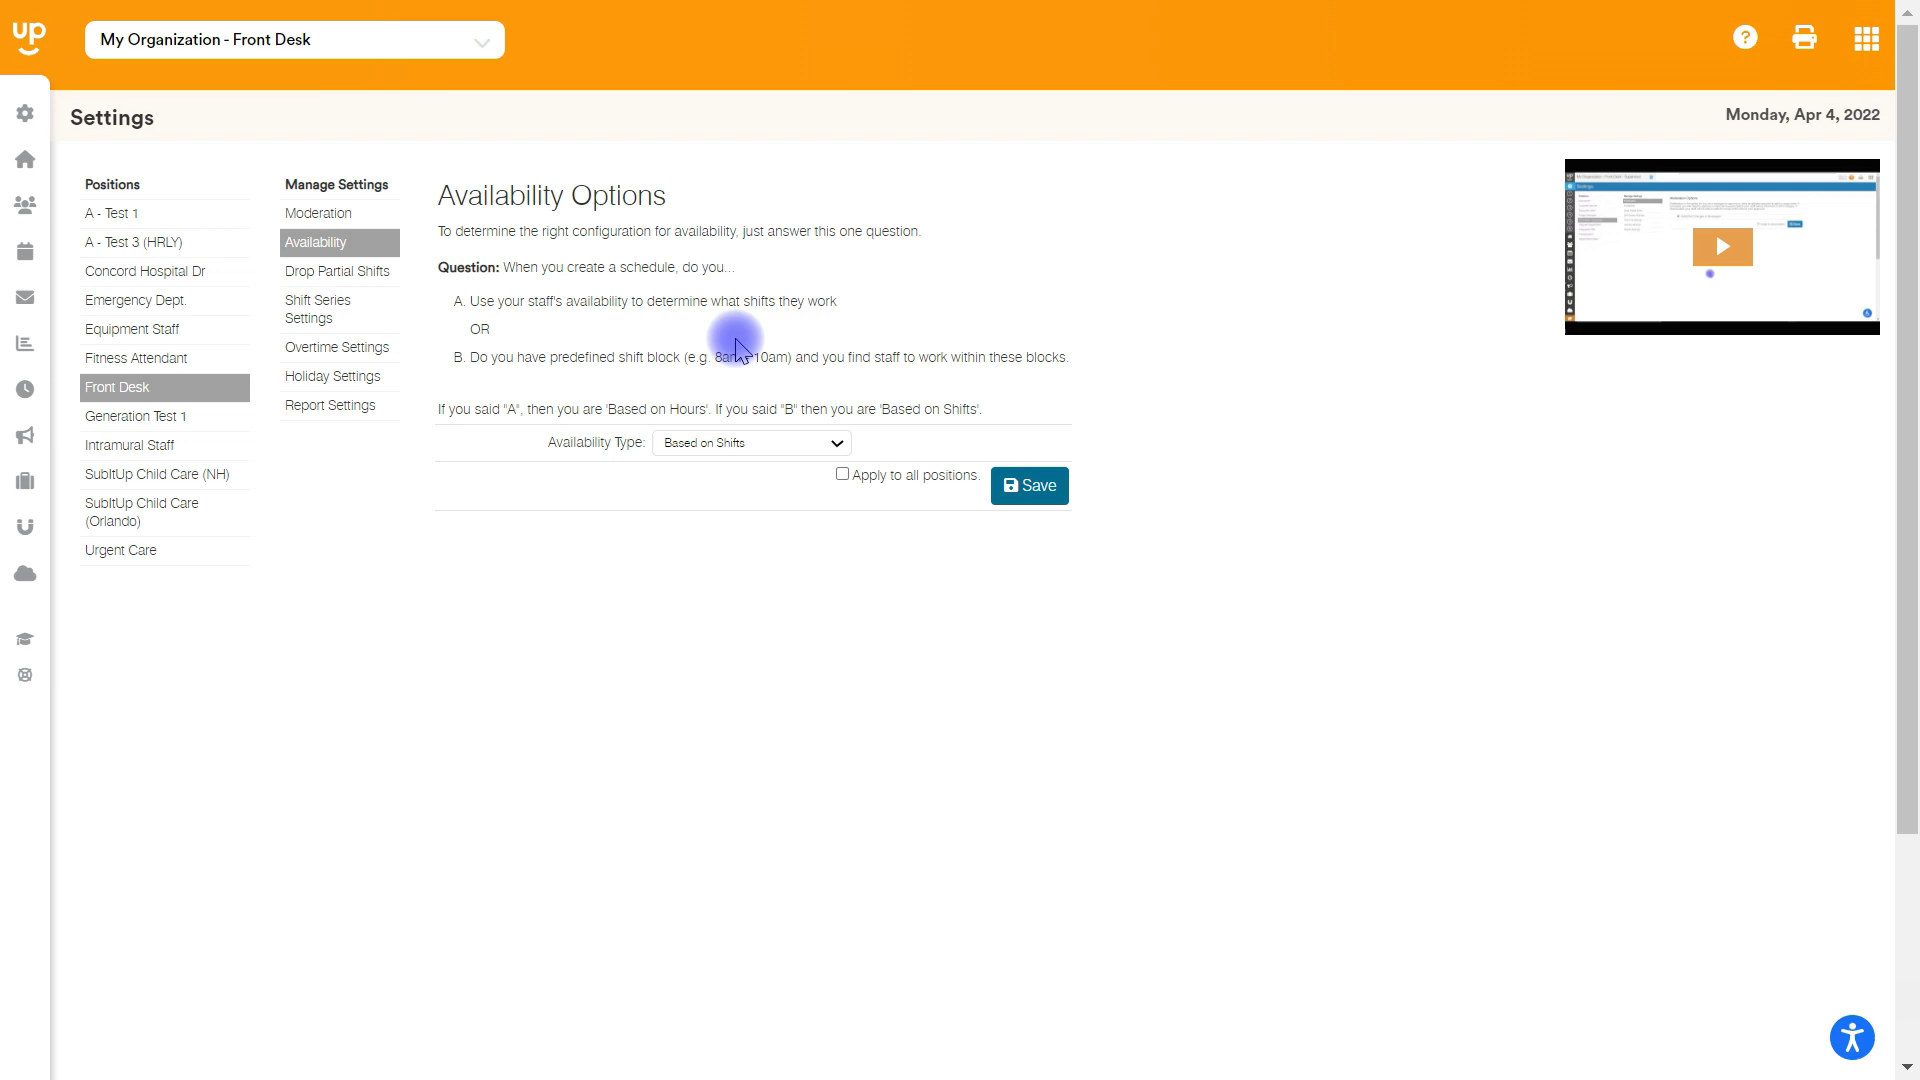 up
My Organization - Front Desk
?
Settings
Monday, Apr 4, 2022
Positions
A - Test 1
A - Test 3 (HRLY)
Concord Hospital Dr
Emergency Dept.
Equipment Staff
Fitness Attendant
Front Desk
Generation Test 1
Intramural Staff
SubItUp Child Care (NH)
SubItUp Child Care
(Orlando)
Urgent Care
Manage Settings
Moderation
Availability
Drop Partial Shifts
Shift Series
Settings
Overtime Settings
Holiday Settings
Report Settings
Availability Options
To determine the right configuration for availability, just answer this one question.
Question: When you create a schedule, do you...
A. Use your staff's availability to determine what shifts they work
OR
B. Do you have predefined shift block (e.g. 8am-10am) and you find staff to work within these blocks.
If you said "A", then you are 'Based on Hours'. If you said "B" then you are 'Based on Shifts'.
Availability Type: Based on Shifts
Apply to all positions. Save